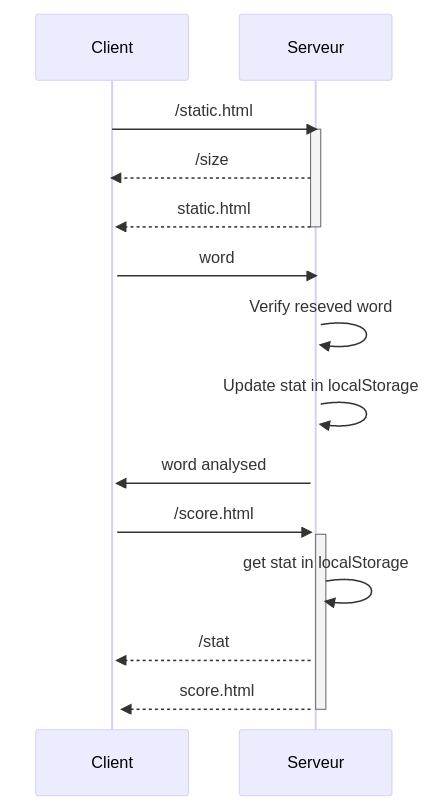 Client
Serveur
/static.html
/size
static.html
word
Verify reseved word
Update stat in localStorage
word analysed
/score.html
get stat in localStorage
/stat
score.html
Client
Serveur